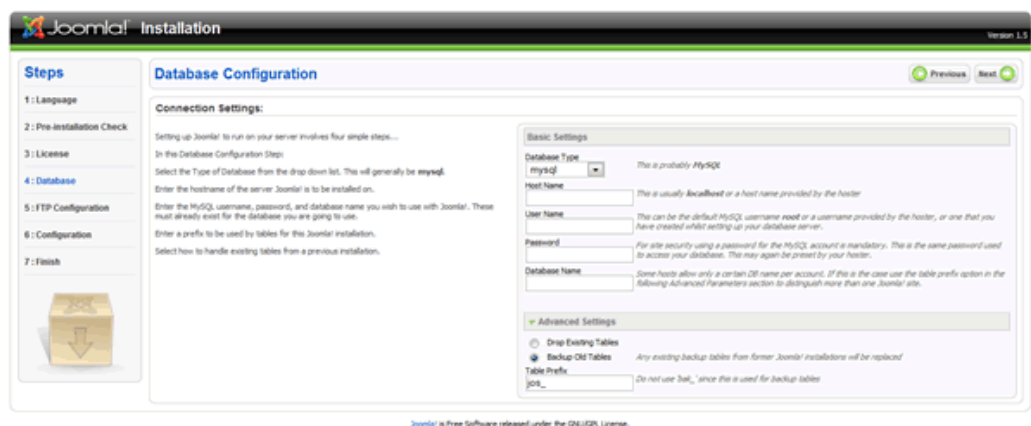 Joomla! Installation
Version 1.5
Steps
1 : Language
2 : Pre-installation Check
3 : License
4 : Database
5 : FTP Configuration
6 : Configuration
7 : Finish
Database Configuration
Previous
Next
Connection Settings:
Setting up Joomla! to run on your server involves four simple steps...
In this Database Configuration Step:
Select the Type of Database from the drop down list. This will generally be mysql.
Enter the hostname of the server Joomla! is to be installed on.
Enter the MySQL username, password, and database name you wish to use with Joomla!. These
must already exist for the database you are going to use.
Enter a prefix to be used by tables for this Joomla! installation.
Select how to handle existing tables from a previous installation.
Basic Settings
Database Type
mysql
This is probably MySQL
Host Name
This is usually localhost or a host name provided by the hoster
User Name
This can be the default MySQL username root or a username provided by the hoster, or one that you
have created whilst setting up your database server.
Password
For site security using a password for the MySQL account is mandatory. This is the same password used
to access your database. This may again be preset by your hoster.
Database Name
Some hosts allow only a certain DB name per account. If this is the case use the table prefix option in the
following Advanced Parameters section to distinguish more than one Joomla! site.
Advanced Settings
Drop Existing Tables
Backup Old Tables
Any existing backup tables from former Joomla! installations will be replaced
Table Prefix
jos_
Do not use 'bak_' since this is used for backup tables
Joomla! is Free Software released under the GNU/GPL License.